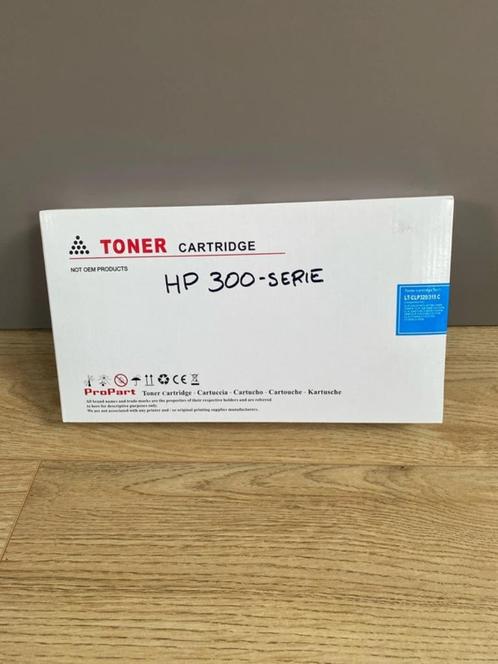 TONER CARTRIDGE
NOT OEM PRODUCTS
HP 300-SERIE
LT-CLP320/315 C
CE
ProPart Toner Cartridge - Cartuccia - Cartucho - Cartouche - Kartusche
All brand names and trade marks are the properties of their respective holders and are referred
to here for descriptive purposes only.
We are not associated with any printer and / or original printing supplies manufacturers.